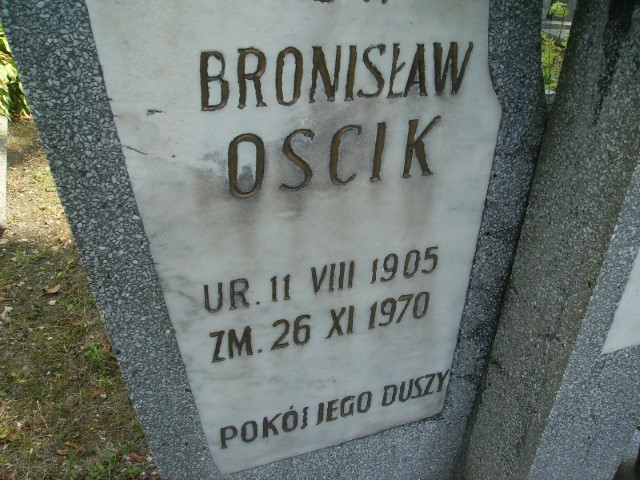 BRONISŁAW
OSCIK
UR. 11 VIII 1905
ZM. 26 XI 1970
POKÓJ JEGO DUSZY